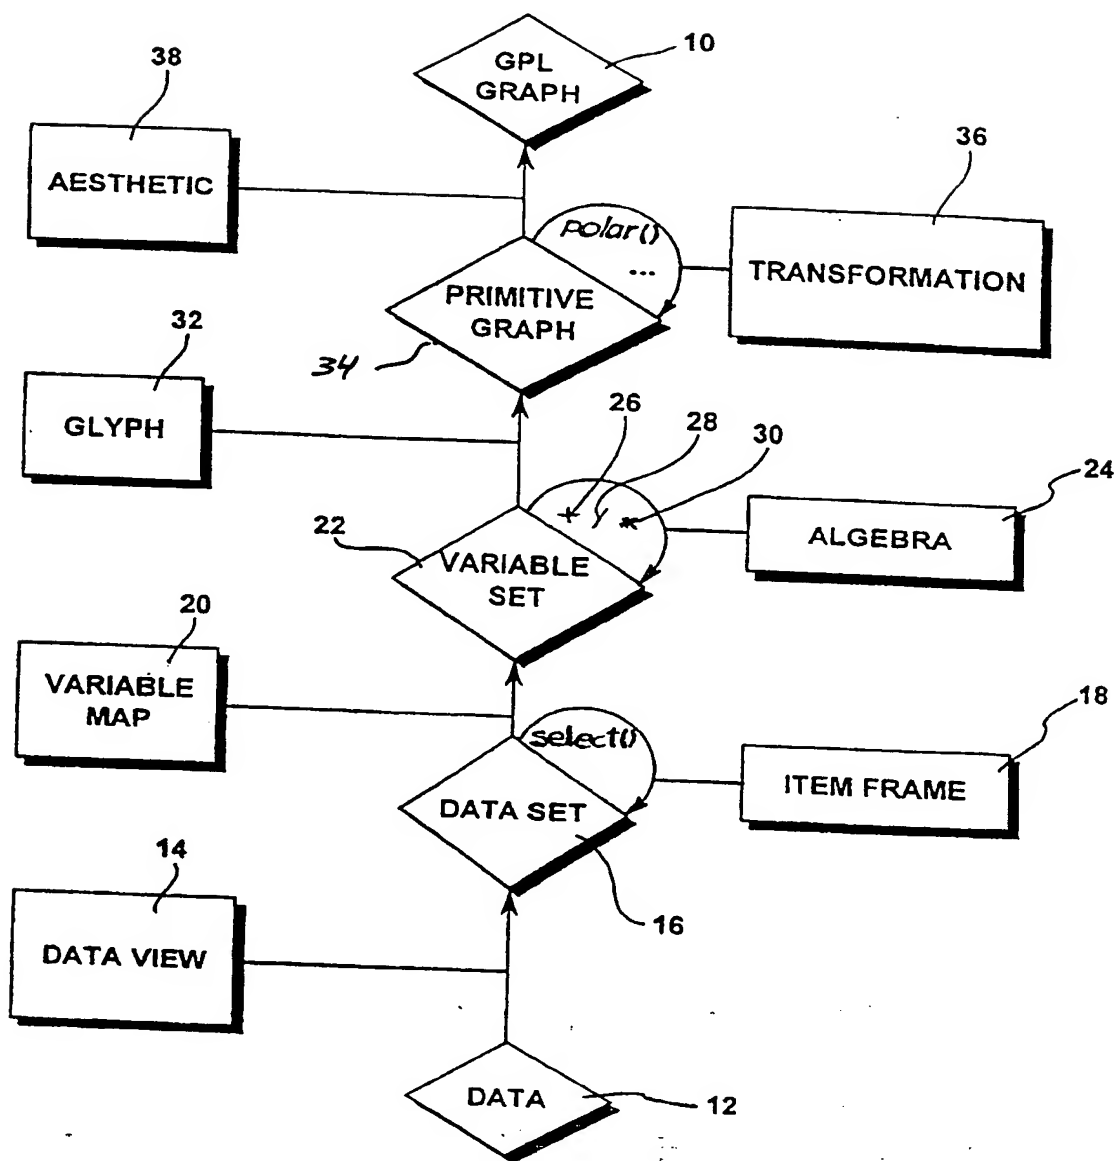 10
GPL
GRAPH
38
AESTHETIC
36
polar()
...
TRANSFORMATION
PRIMITIVE
GRAPH
34
32
GLYPH
26
28
30
+ / *
24
ALGEBRA
22
VARIABLE
SET
20
VARIABLE
MAP
select()
18
ITEM FRAME
DATA SET
16
14
DATA VIEW
DATA
12